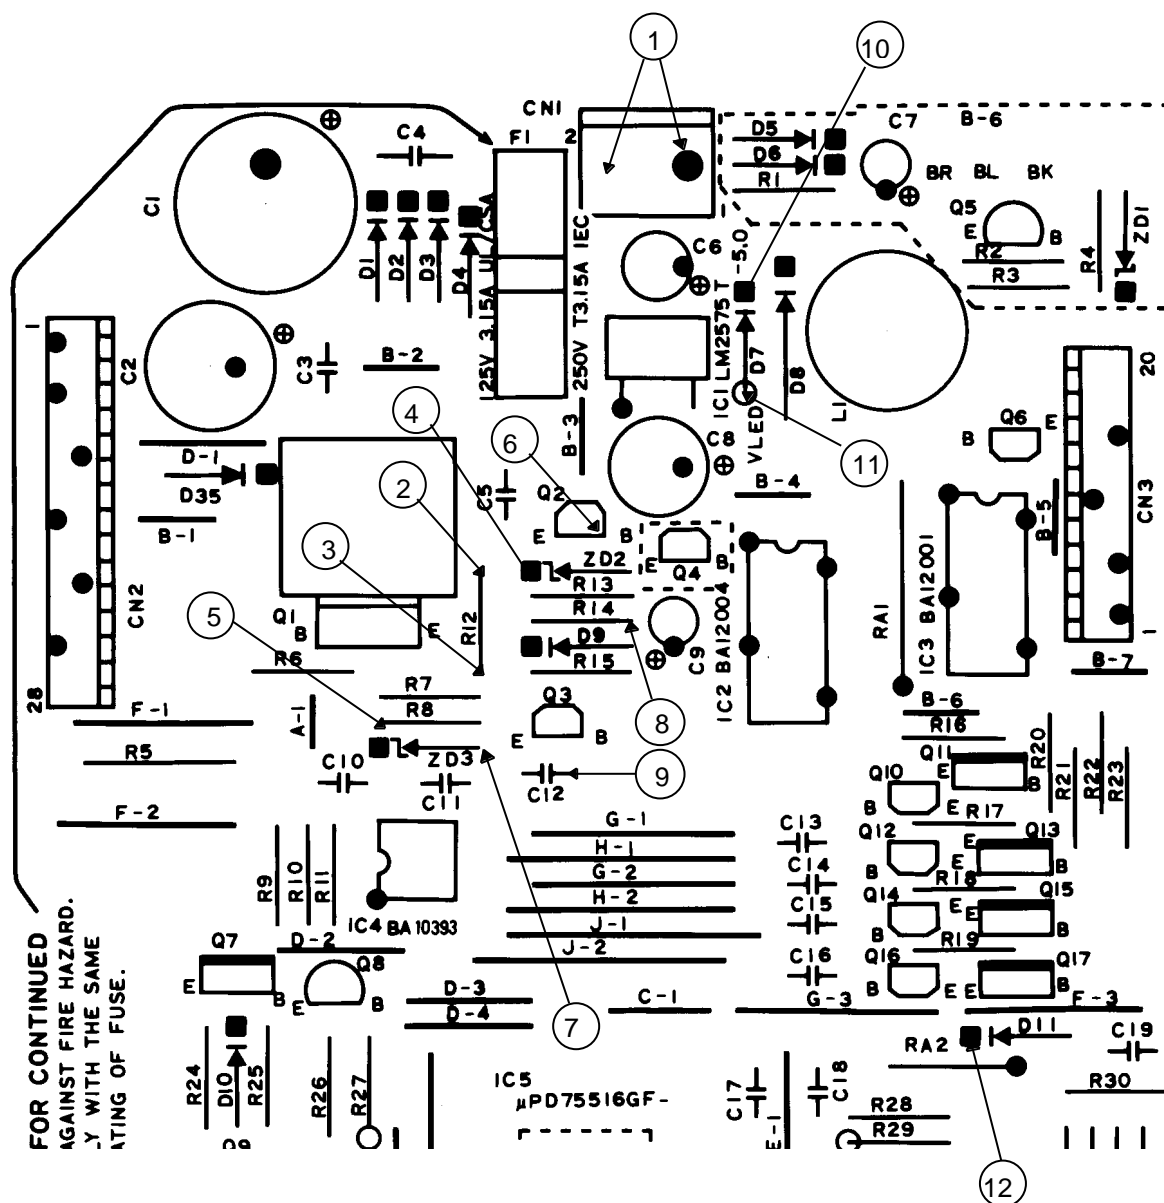 1
10
CN1
F1
2
C4
D5
D6
R1
C7
B-6
BR BL BK
C1
Q5
E
B
R2
R3
R4
ZD1
D1
D2
D3
D4
125V 3.15A UL/CSA
250V T3.15A IEC
C6
IC1 LM2575T-5.0
D7
D8
L1
VLED
1
C2
C3
B-2
20
4
6
B-3
C8
11
Q6
B
E
D-1
D35
B-1
2
C5
Q2
E
B
B-4
B-5
CN3
3
ZD2
R13
R14
D9
R15
E
Q4
B
CN2
5
Q1
B
E
R12
R6
C9
IC2 BA12004
RA1
IC3 BA12001
1
B-7
28
F-1
R7
R8
A-1
Q3
E
B
8
B-6
R16
R5
C10
ZD3
C11
C12
9
Q11
E
B
R20
R21
R22
R23
Q10
B
E
F-2
G-1
H-1
G-2
H-2
J-1
J-2
C13
C14
C15
C16
R17
Q12
B
E
Q13
B
R18
Q14
B
E
E
Q15
B
R19
Q16
B
E
E
Q17
B
R9
R10
R11
IC4 BA10393
Q7
E
B
D-2
Q8
E
B
D-3
D-4
7
C-1
G-3
F-3
D11
RA2
C19
R24
D10
R25
R26
R27
IC5
µPD75516GF-
C17
E-1
C18
R28
R29
R30
12
FOR CONTINUED
AGAINST FIRE HAZARD.
Y WITH THE SAME
ATING OF FUSE.